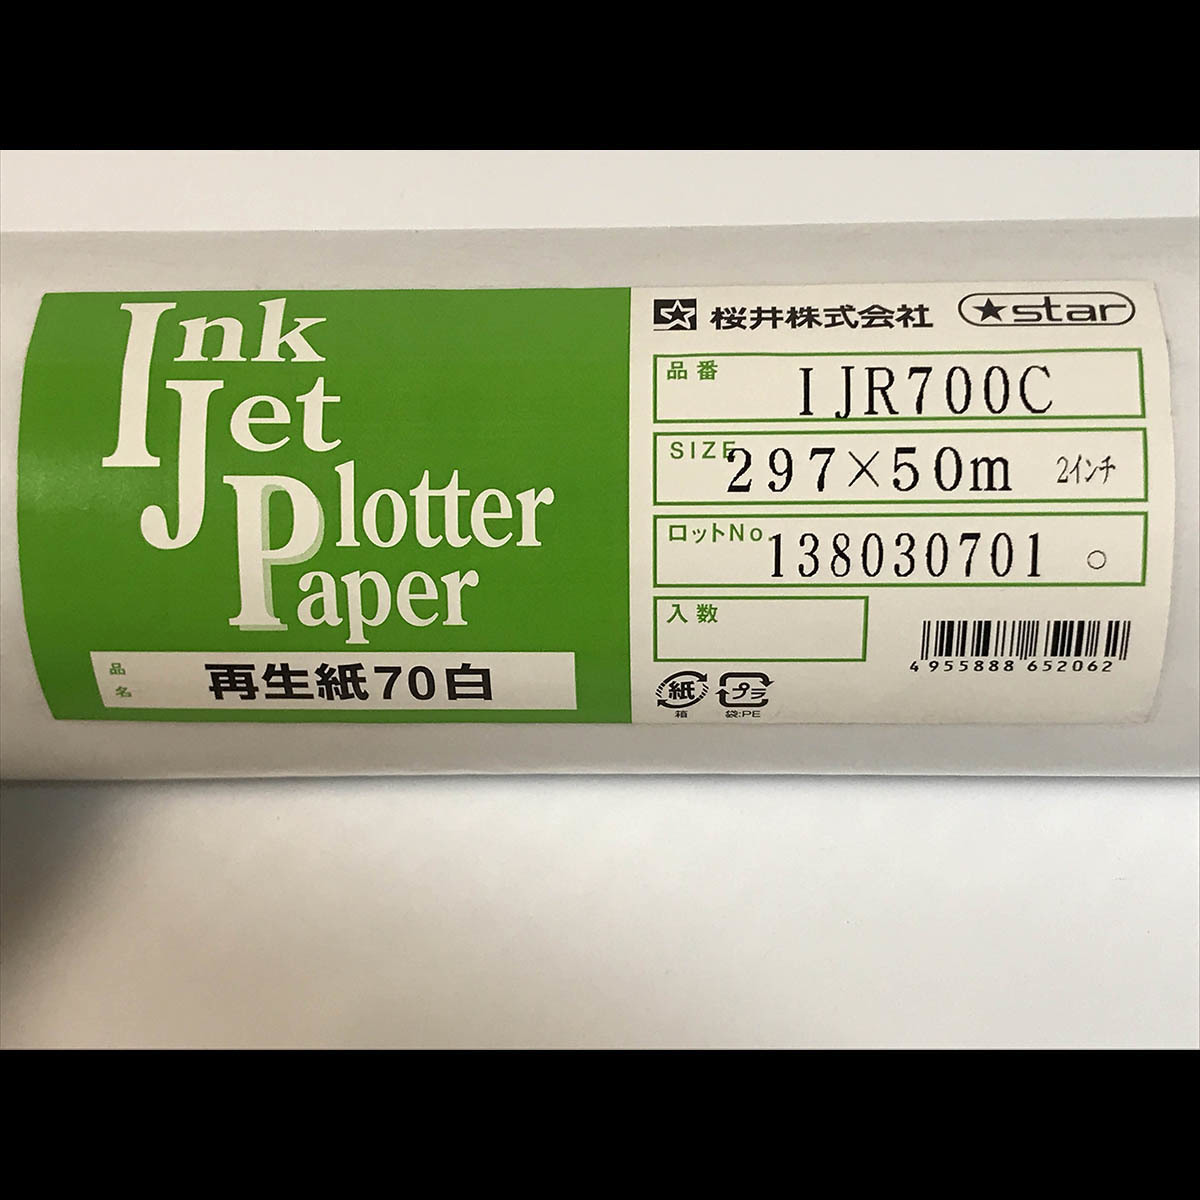 Ink
Jet
Plotter
Paper
品名 再生紙70白
桜井株式会社 ★star
品番 IJR700C
SIZE 297×50m 2インチ
ロットNo. 138030701 ○
入数
4955888 652062
紙 プラ
箱 袋:PE